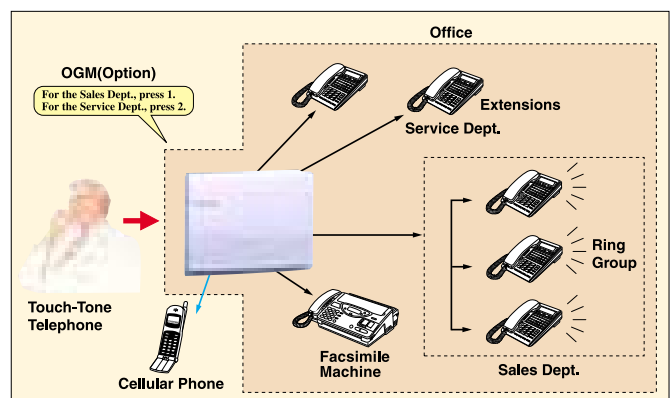 Office
OGM(Option)
For the Sales Dept., press 1.
For the Service Dept., press 2.
Extensions
Service Dept.
Ring
Group
Touch-Tone
Telephone
Cellular Phone
Facsimile
Machine
Sales Dept.